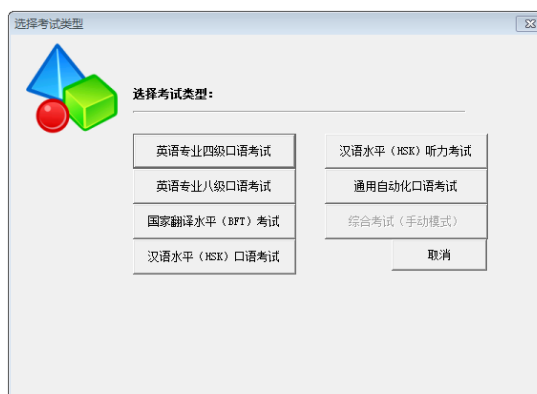 选择考试类型
选择考试类型：
英语专业四级口语考试
英语专业八级口语考试
国家翻译水平（BFT）考试
汉语水平（HSK）口语考试
汉语水平（HSK）听力考试
通用自动化口语考试
综合考试（手动模式）
取消